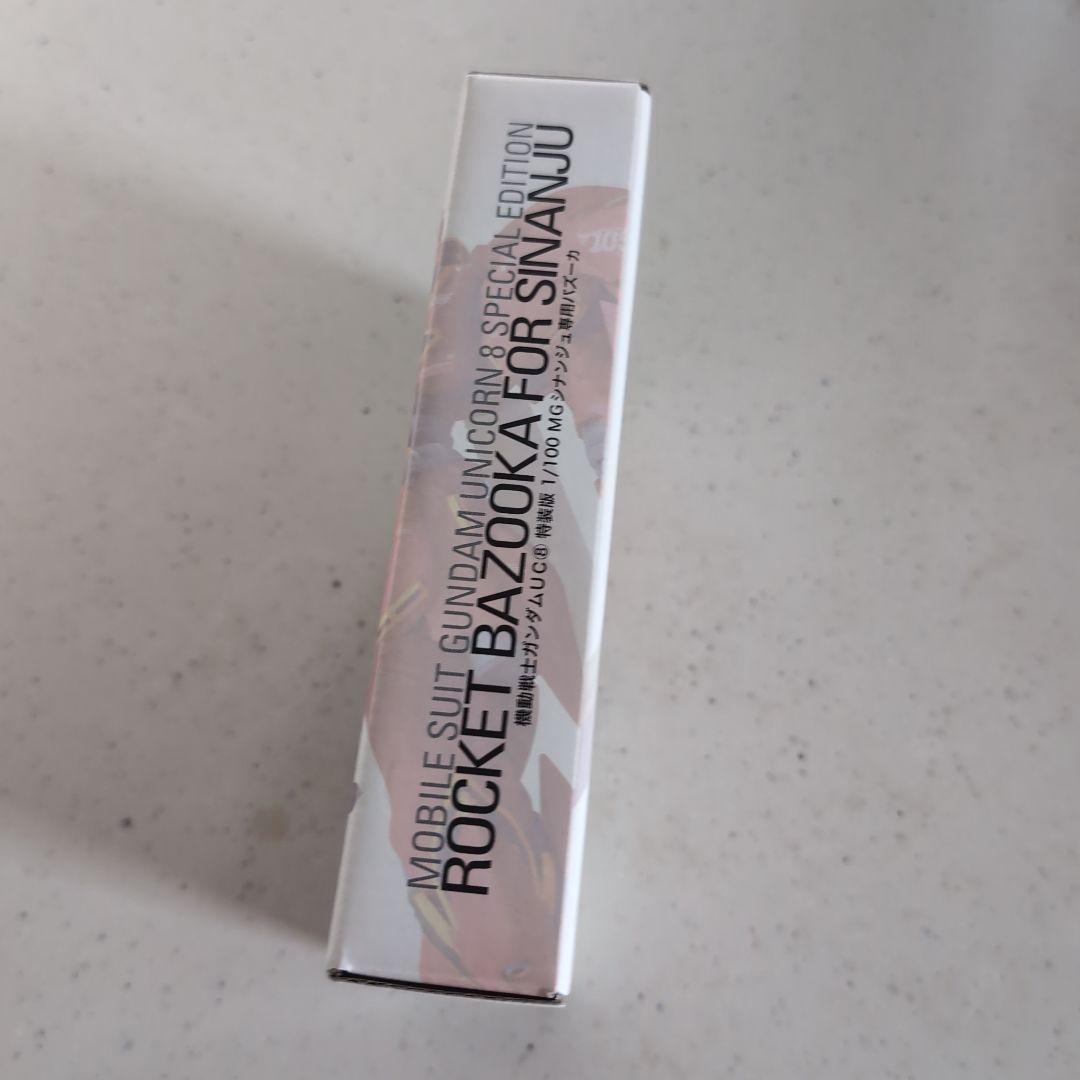 MOBILE SUIT GUNDAM UNICORN 8 SPECIAL EDITION
ROCKET BAZOOKA FOR SINANJU
機動戦士ガンダムUC⑧ 特装版 1/100 MGシナンジュ専用バズーカ